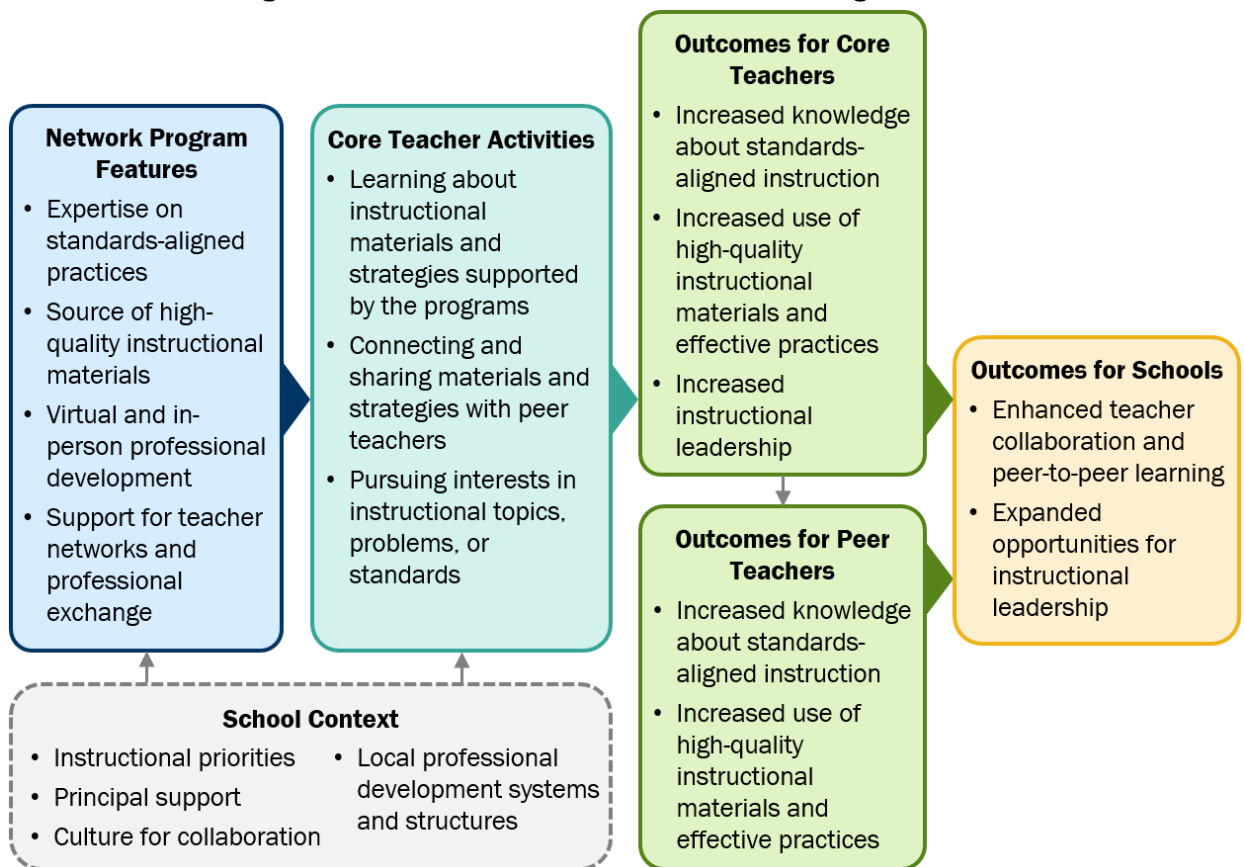 Network Program
Features
• Expertise on
standards-aligned
practices
• Source of high-
quality instructional
materials
• Virtual and in-
person professional
development
• Support for teacher
networks and
professional
exchange
Core Teacher Activities
• Learning about
instructional
materials and
strategies supported
by the programs
• Connecting and
sharing materials and
strategies with peer
teachers
• Pursuing interests in
instructional topics,
problems, or
standards
Outcomes for Core
Teachers
• Increased knowledge
about standards-
aligned instruction
• Increased use of
high-quality
instructional
materials and
effective practices
• Increased
instructional
leadership
Outcomes for Peer
Teachers
• Increased knowledge
about standards-
aligned instruction
• Increased use of
high-quality
instructional
materials and
effective practices
Outcomes for Schools
• Enhanced teacher
collaboration and
peer-to-peer learning
• Expanded
opportunities for
instructional
leadership
School Context
• Instructional priorities
• Principal support
• Culture for collaboration
• Local professional
development systems
and structures